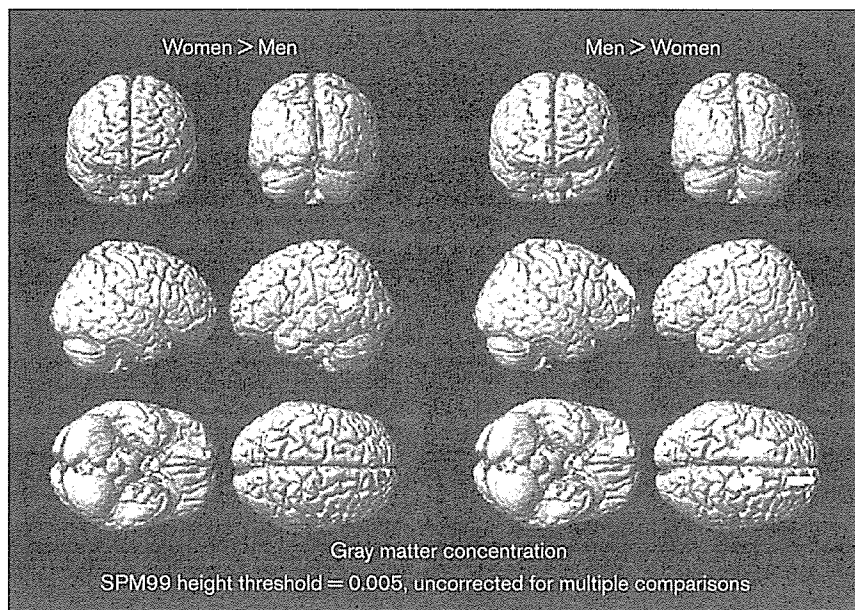 Women > Men
Men > Women
Gray matter concentration
SPM99 height threshold = 0.005, uncorrected for multiple comparisons